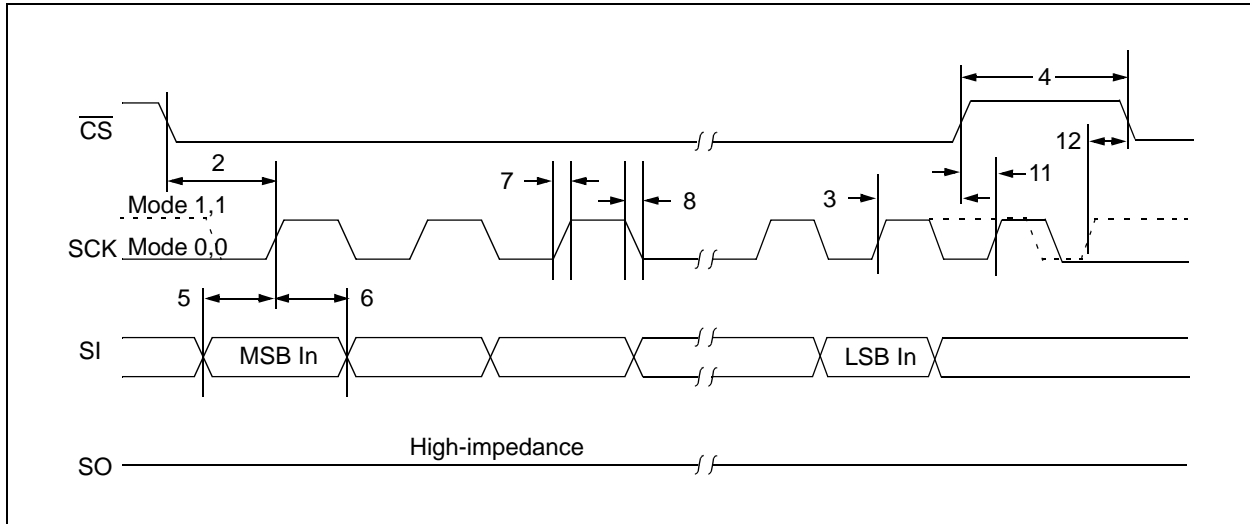 4
C̅S̅
12
2
11
7
3
8
Mode 1,1
SCK Mode 0,0
5
6
SI
MSB In
LSB In
High-impedance
SO